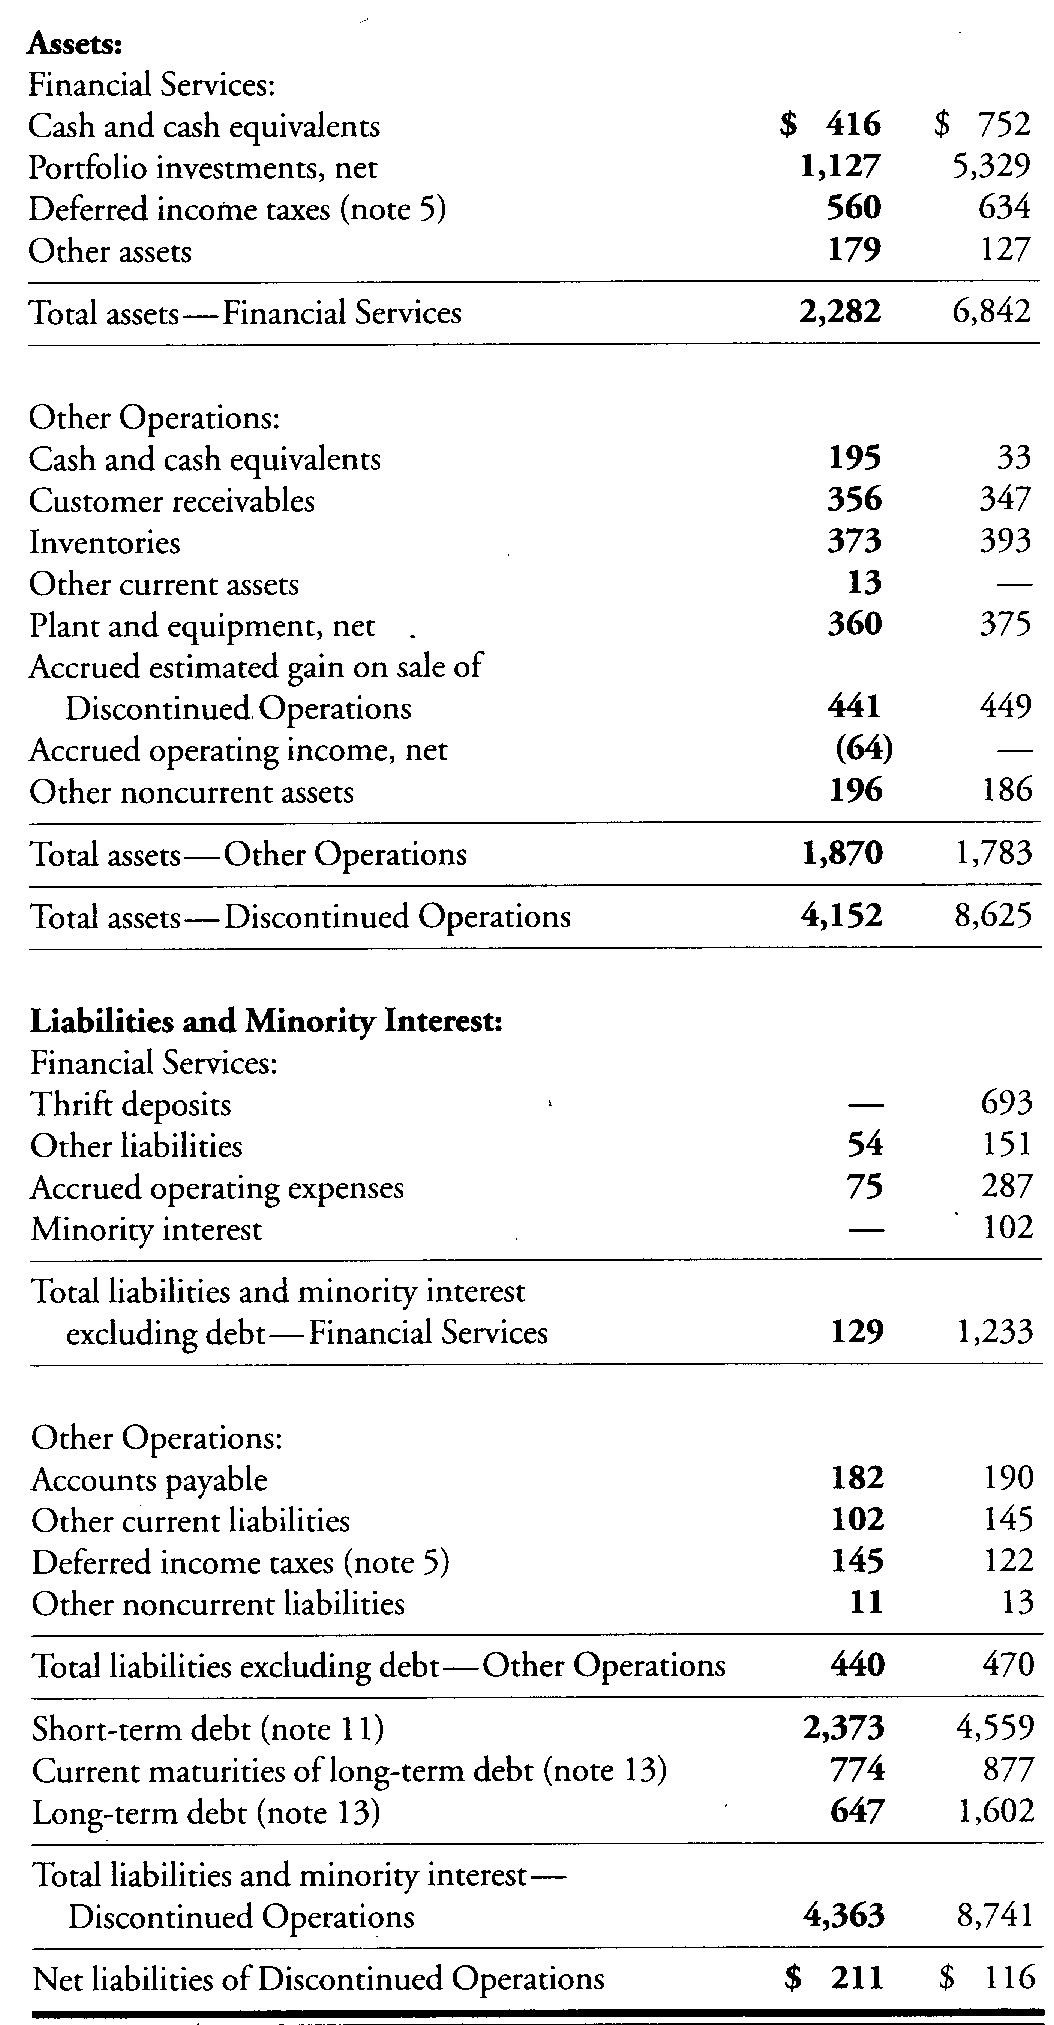 Assets:
Financial Services:
Cash and cash equivalents $ 416 $ 752
Portfolio investments, net 1,127 5,329
Deferred income taxes (note 5) 560 634
Other assets 179 127
Total assets—Financial Services 2,282 6,842
Other Operations:
Cash and cash equivalents 195 33
Customer receivables 356 347
Inventories 373 393
Other current assets 13 —
Plant and equipment, net 360 375
Accrued estimated gain on sale of
Discontinued Operations 441 449
Accrued operating income, net (64) —
Other noncurrent assets 196 186
Total assets—Other Operations 1,870 1,783
Total assets—Discontinued Operations 4,152 8,625
Liabilities and Minority Interest:
Financial Services:
Thrift deposits — 693
Other liabilities 54 151
Accrued operating expenses 75 287
Minority interest — 102
Total liabilities and minority interest
excluding debt—Financial Services 129 1,233
Other Operations:
Accounts payable 182 190
Other current liabilities 102 145
Deferred income taxes (note 5) 145 122
Other noncurrent liabilities 11 13
Total liabilities excluding debt—Other Operations 440 470
Short-term debt (note 11) 2,373 4,559
Current maturities of long-term debt (note 13) 774 877
Long-term debt (note 13) 647 1,602
Total liabilities and minority interest—
Discontinued Operations 4,363 8,741
Net liabilities of Discontinued Operations $ 211 $ 116